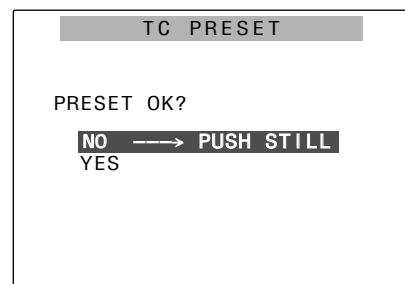 TC PRESET
PRESET OK?
NO ---→ PUSH STILL
YES